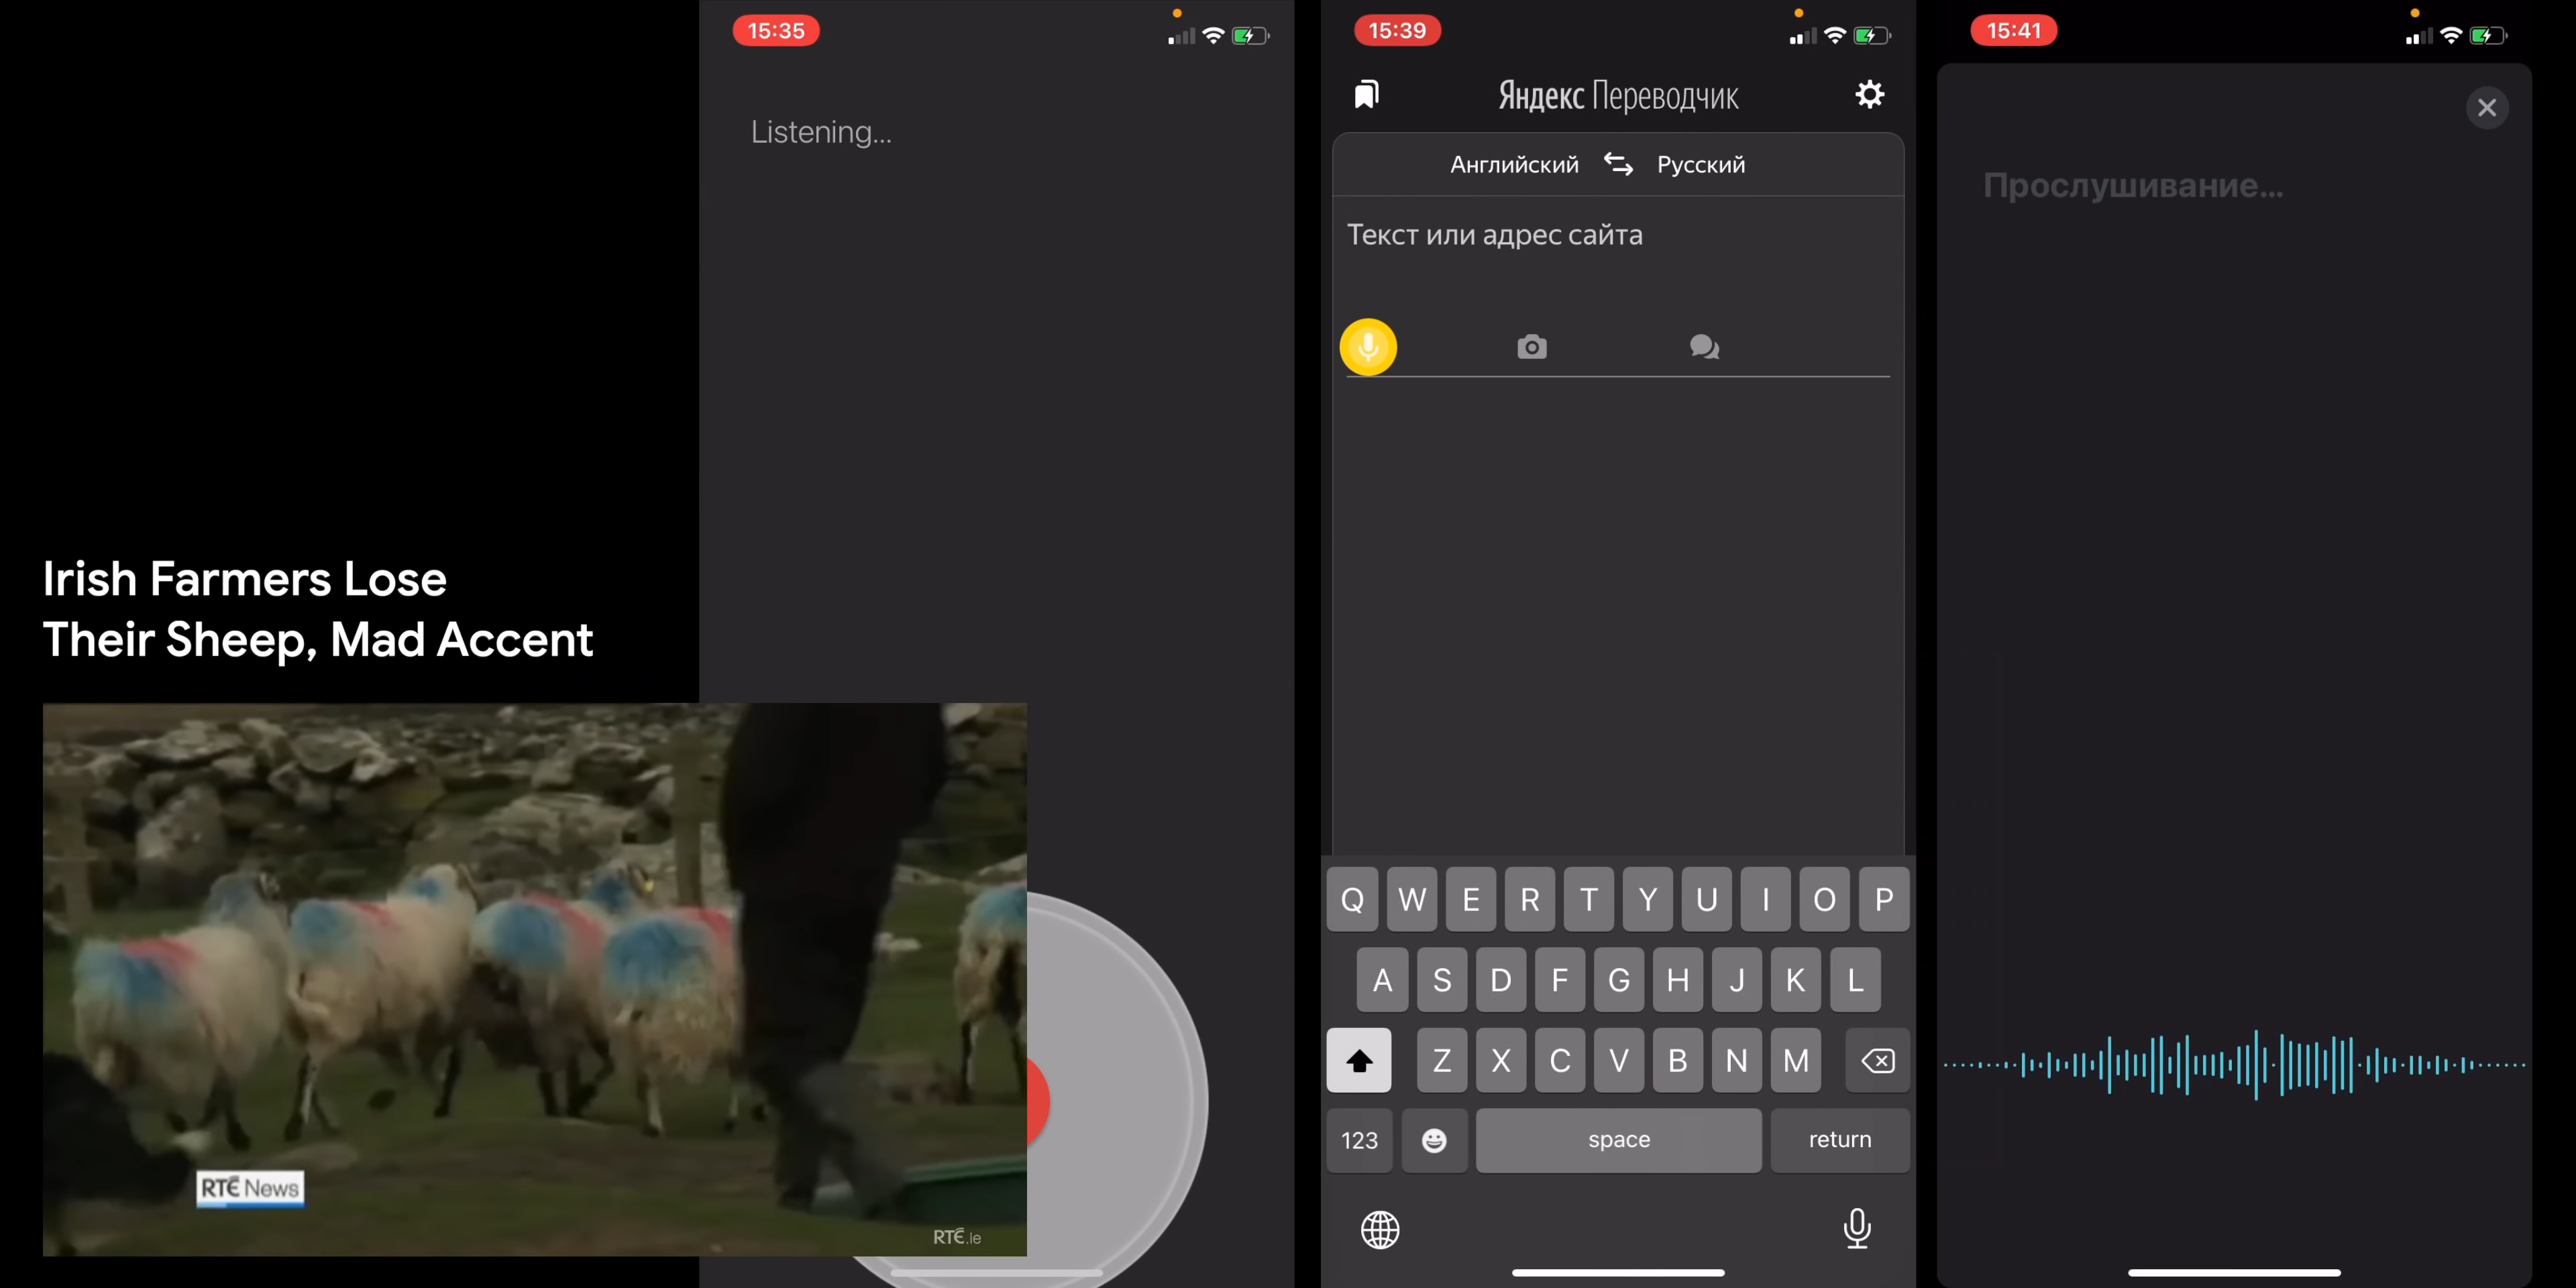 Irish Farmers Lose
Their Sheep, Mad Accent
RTÉ News
RTÉ.ie
15:35
Listening...
15:39
Яндекс Переводчик
Английский Русский
Текст или адрес сайта
Q W E R T Y U I O P
A S D F G H J K L
Z X C V B N M
123 space return
15:41
Прослушивание...